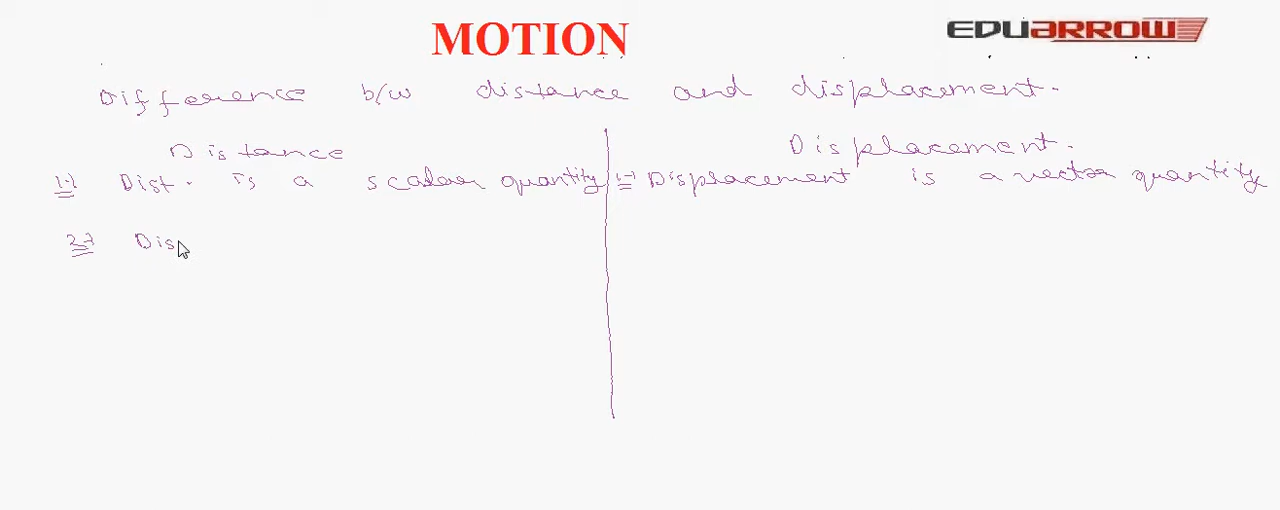 MOTION
EDUARROW
Difference b/w distance and displacement.
Distance
Displacement.
1.) Dist. is a scalar quantity
1.) Displacement is a vector quantity
2.) Dis